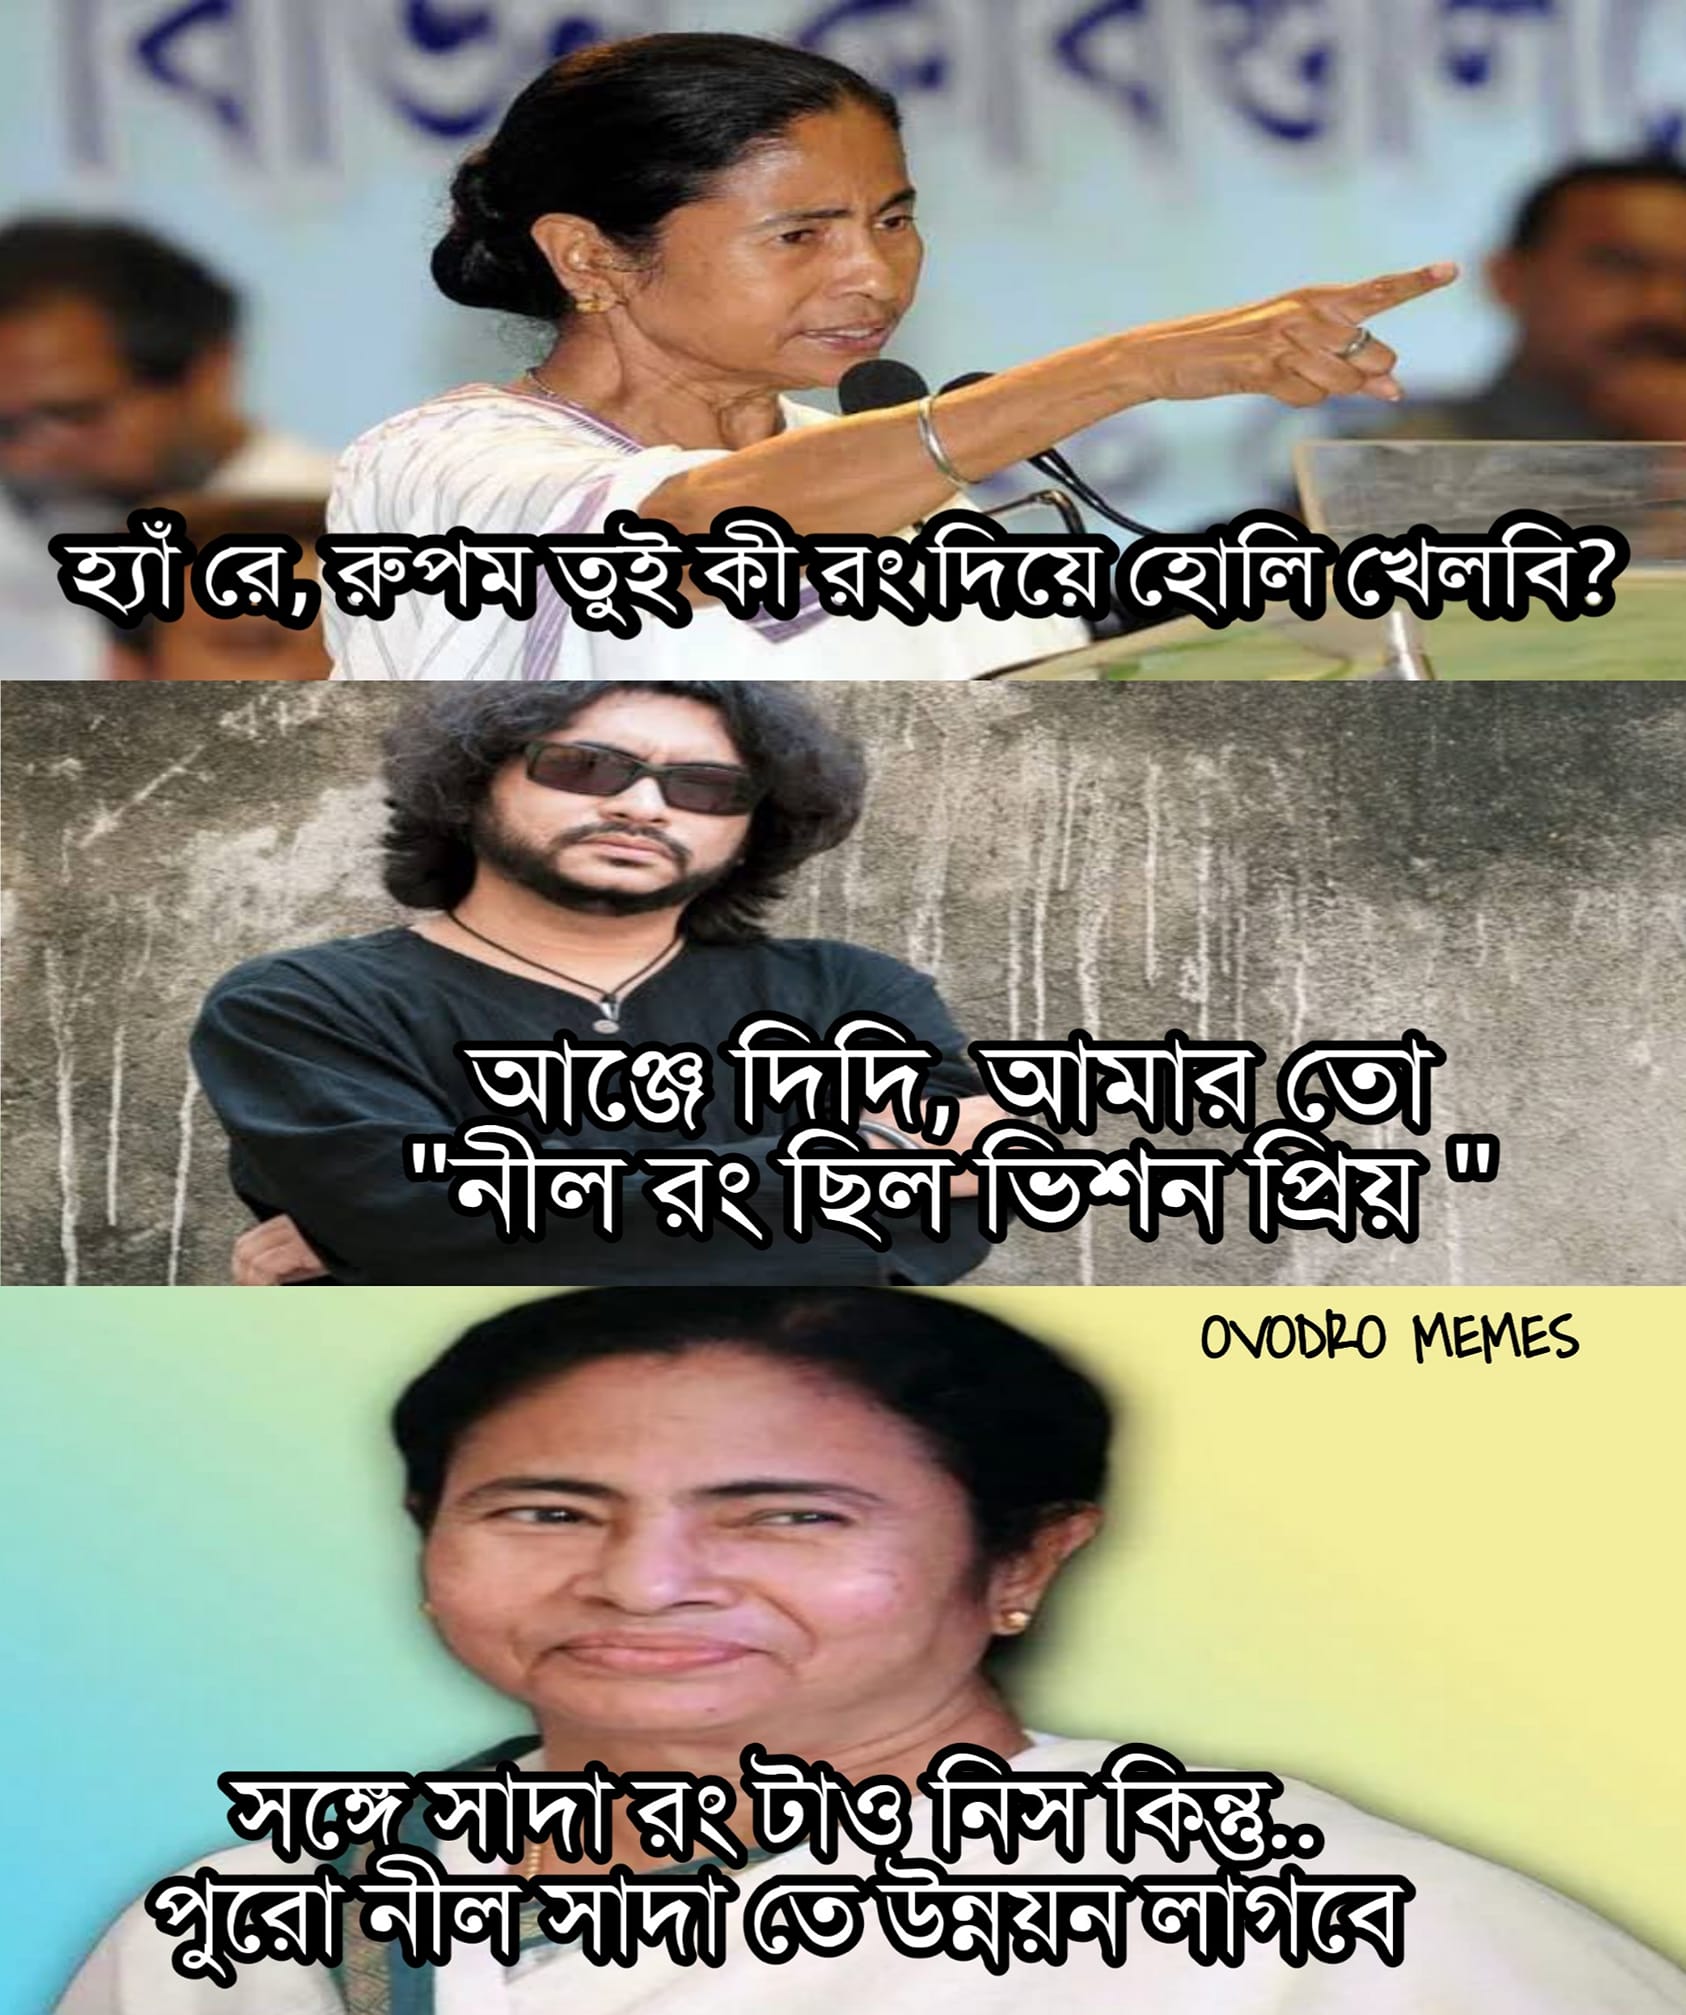 হ্যাঁ রে, রুপম তুই কী রং দিয়ে হোলি খেলবি?
আজ্ঞে দিদি, আমার তো
"নীল রং ছিল ভিশন প্রিয় "
OVODRO MEMES
সঙ্গে সাদা রং টাও নিস কিন্তু..
পুরো নীল সাদা তে উন্নয়ন লাগবে